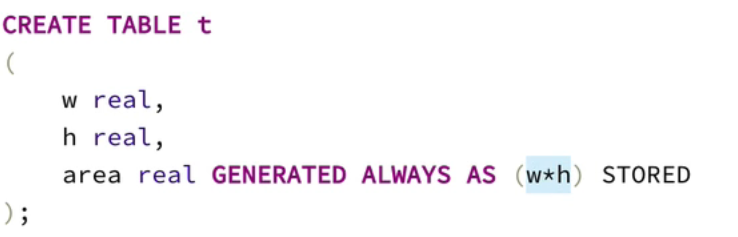 CREATE TABLE t
(
    w real,
    h real,
    area real GENERATED ALWAYS AS (w*h) STORED
);